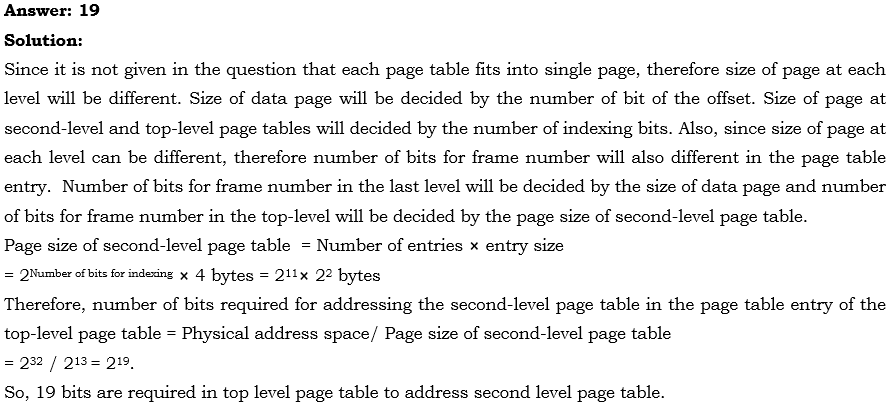 Answer: 19
Solution:
Since it is not given in the question that each page table fits into single page, therefore size of page at each
level will be different. Size of data page will be decided by the number of bit of the offset. Size of page at
second-level and top-level page tables will decided by the number of indexing bits. Also, since size of page at
each level can be different, therefore number of bits for frame number will also different in the page table
entry. Number of bits for frame number in the last level will be decided by the size of data page and number
of bits for frame number in the top-level will be decided by the page size of second-level page table.
Page size of second-level page table = Number of entries × entry size
= 2^Number of bits for indexing × 4 bytes = 2^11 × 2^2 bytes
Therefore, number of bits required for addressing the second-level page table in the page table entry of the
top-level page table = Physical address space/ Page size of second-level page table
= 2^32 / 2^13 = 2^19.
So, 19 bits are required in top level page table to address second level page table.